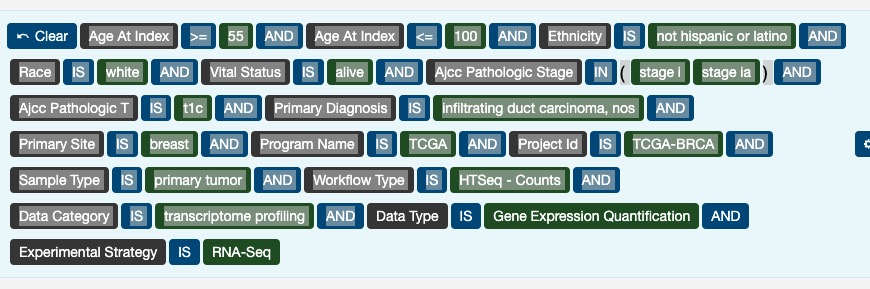 Clear Age At Index >= 55 AND Age At Index <= 100 AND Ethnicity IS not hispanic or latino AND
Race IS white AND Vital Status IS alive AND Ajcc Pathologic Stage IN ( stage i stage ia ) AND
Ajcc Pathologic T IS t1c AND Primary Diagnosis IS infiltrating duct carcinoma, nos AND
Primary Site IS breast AND Program Name IS TCGA AND Project Id IS TCGA-BRCA AND
Sample Type IS primary tumor AND Workflow Type IS HTSeq - Counts AND
Data Category IS transcriptome profiling AND Data Type IS Gene Expression Quantification AND
Experimental Strategy IS RNA-Seq